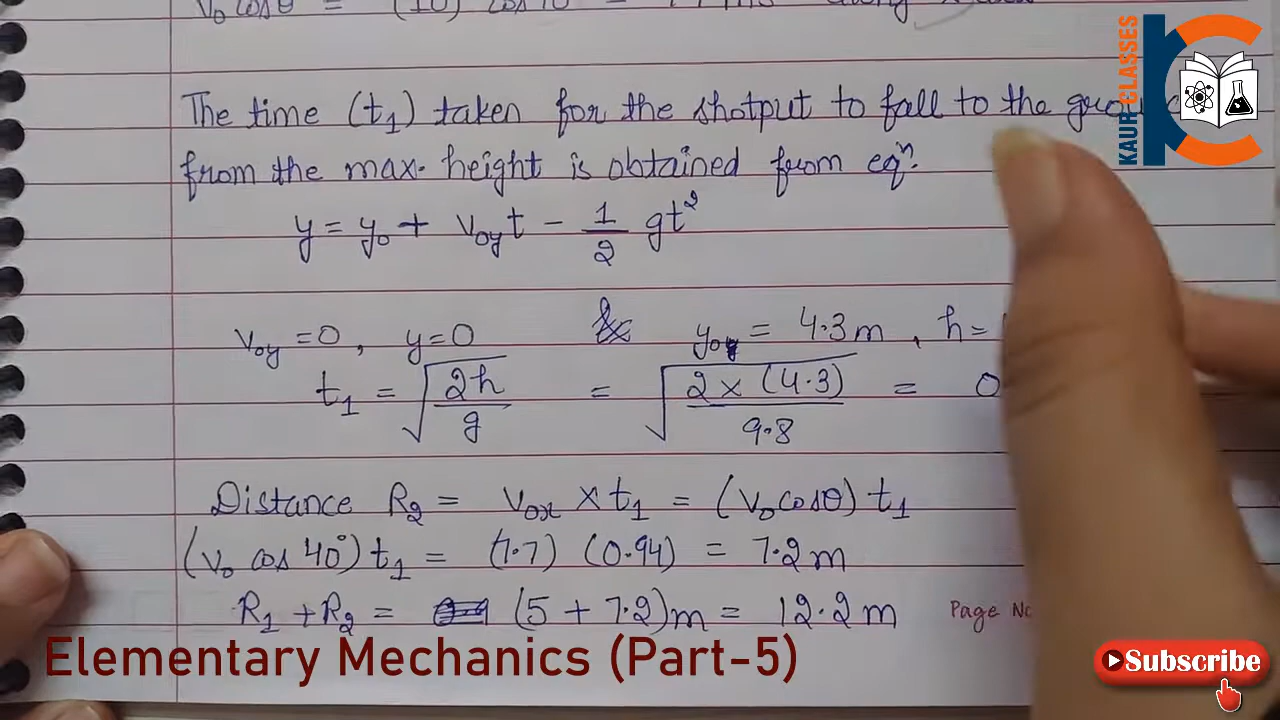 The time (t₁) taken for the shotput to fall to the
from the max. height is obtained from eqⁿ.
y = y₀ + v₀yt - 1/2 gt²
v₀y = 0, y = 0 & y₀ = 4.3 m, h =
t₁ = √(2h/g) = √(2 × (4.3)/9.8) = 0
Distance R₂ = v₀x × t₁ = (v₀ cosθ) t₁
(v₀ cos 40°) t₁ = (7.7) (0.94) = 7.2 m
R₁ + R₂ = (5 + 7.2)m = 12.2 m
Page No
KAUR CLASSES
Elementary Mechanics (Part-5)
Subscribe